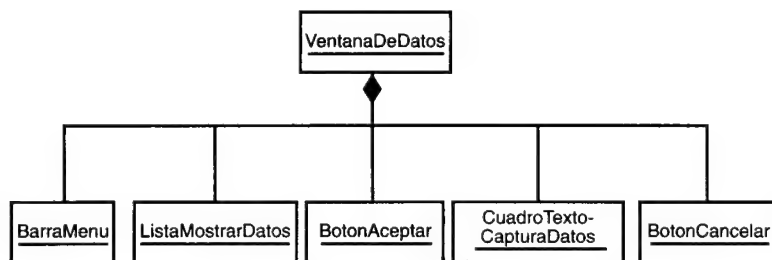 VentanaDeDatos
BarraMenu
ListaMostrarDatos
BotonAceptar
CuadroTexto-
CapturaDatos
BotonCancelar